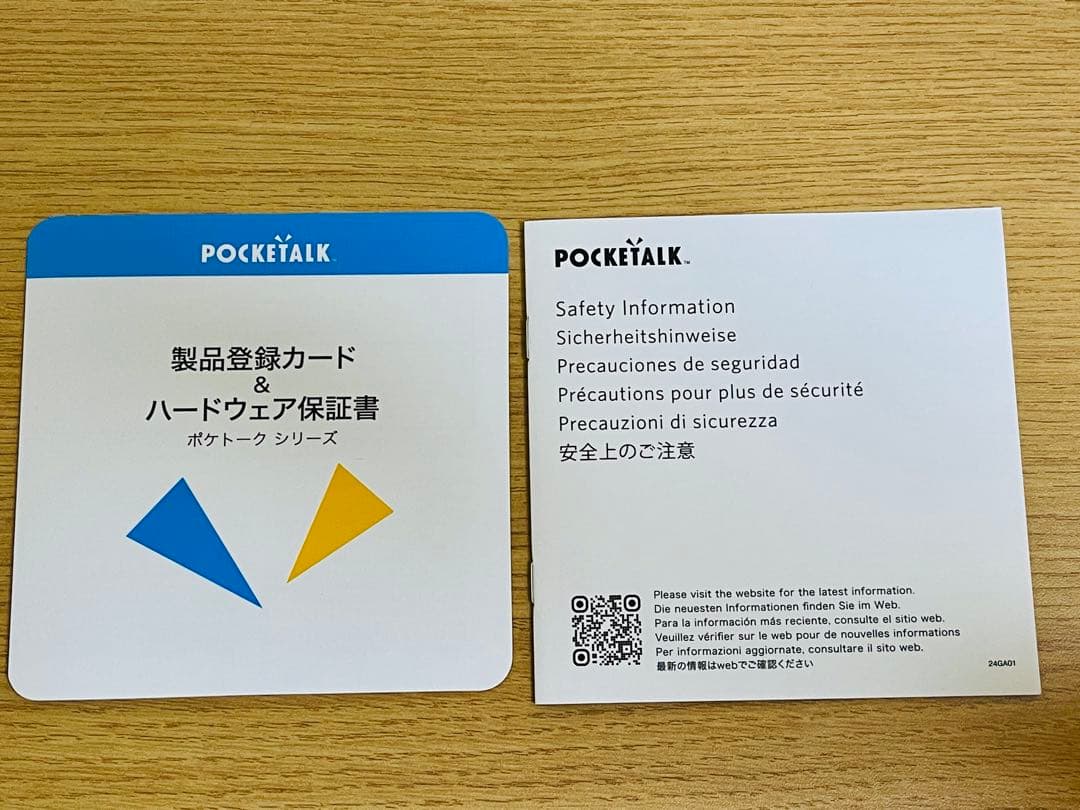 POCKETALK
製品登録カード
&
ハードウェア保証書
ポケトーク シリーズ
POCKETALK™
Safety Information
Sicherheitshinweise
Precauciones de seguridad
Précautions pour plus de sécurité
Precauzioni di sicurezza
安全上のご注意
Please visit the website for the latest information.
Die neuesten Informationen finden Sie im Web.
Para la información más reciente, consulte el sitio web.
Veuillez vérifier sur le web pour de nouvelles informations
Per informazioni aggiornate, consultare il sito web.
最新の情報はwebでご確認ください
24GA01